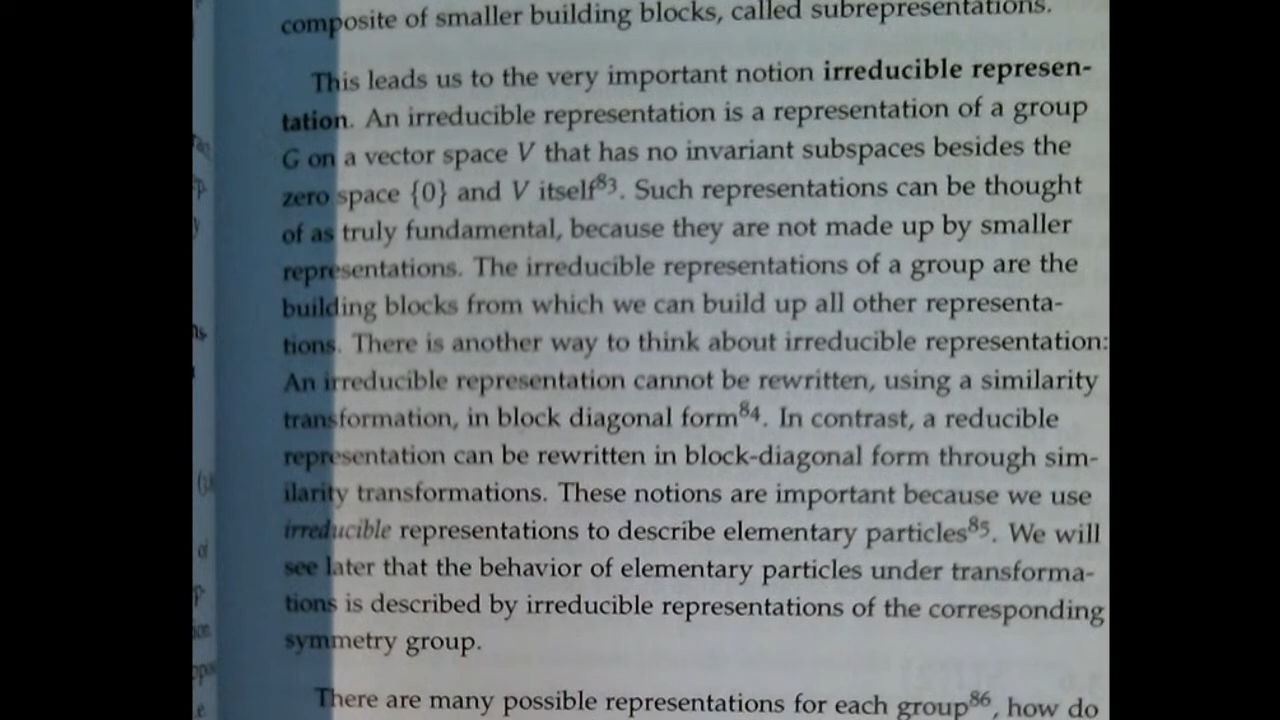 composite of smaller building blocks, called subrepresentations.
This leads us to the very important notion irreducible represen-
tation. An irreducible representation is a representation of a group
G on a vector space V that has no invariant subspaces besides the
zero space {0} and V itself83. Such representations can be thought
of as truly fundamental, because they are not made up by smaller
representations. The irreducible representations of a group are the
building blocks from which we can build up all other representa-
tions. There is another way to think about irreducible representation:
An irreducible representation cannot be rewritten, using a similarity
transformation, in block diagonal form84. In contrast, a reducible
representation can be rewritten in block-diagonal form through sim-
ilarity transformations. These notions are important because we use
irreducible representations to describe elementary particles85. We will
see later that the behavior of elementary particles under transforma-
tions is described by irreducible representations of the corresponding
symmetry group.
There are many possible representations for each group86, how do